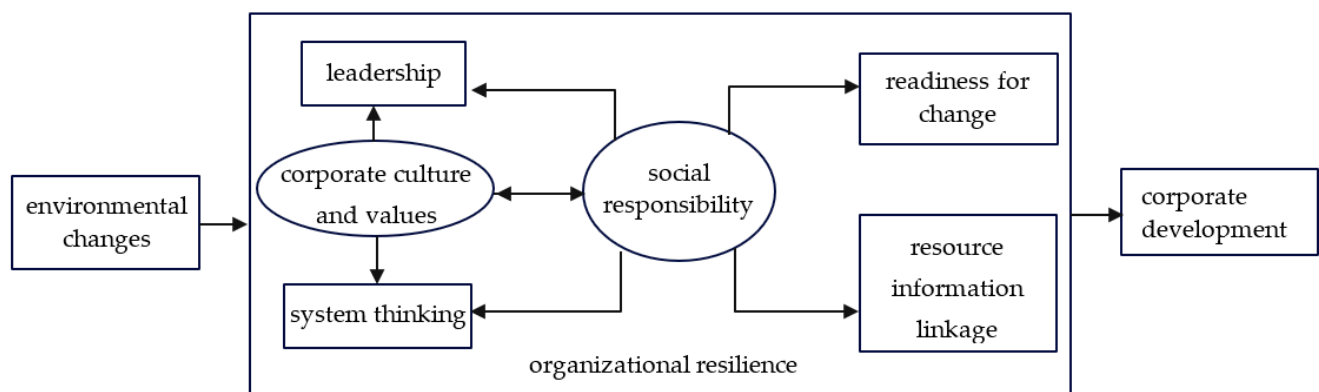 environmental
changes
leadership
corporate culture
and values
system thinking
social
responsibility
readiness for
change
resource
information
linkage
organizational resilience
corporate
development